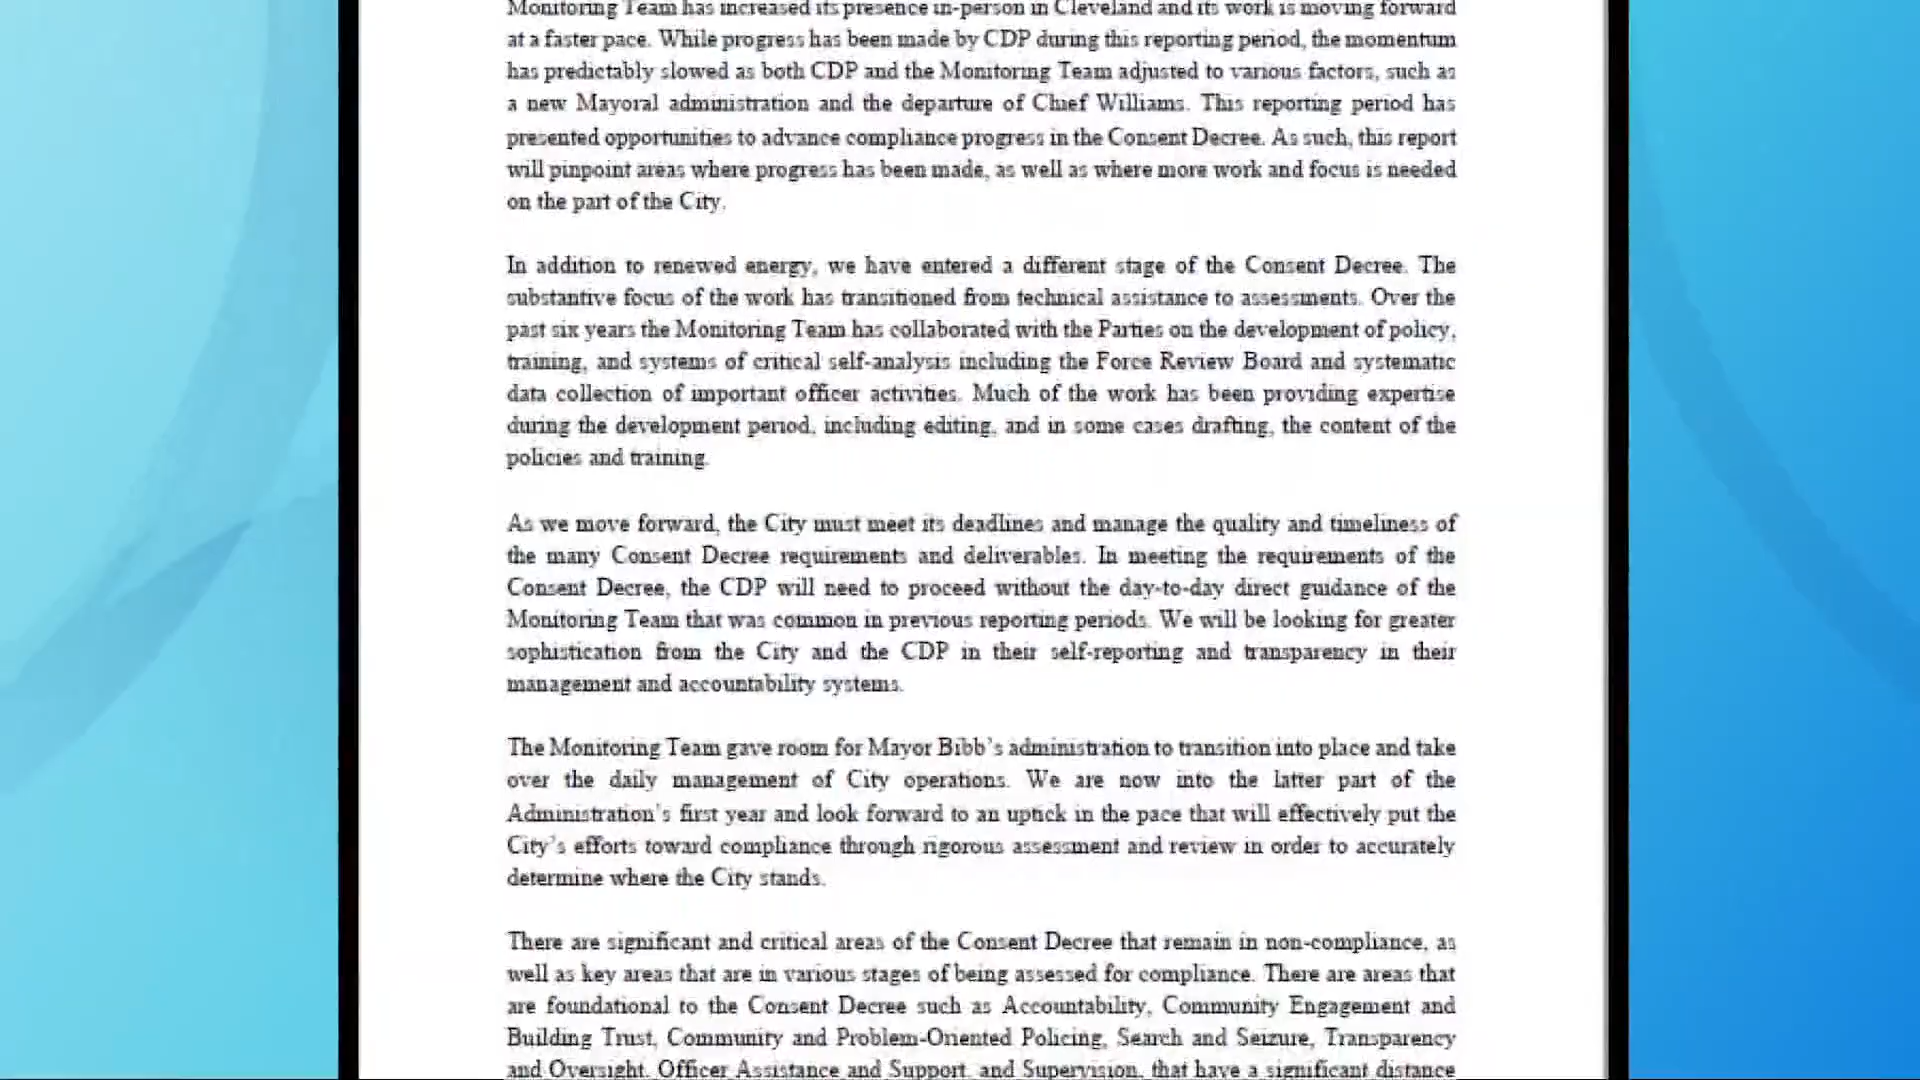 Monitoring Team has increased its presence in-person in Cleveland and its work is moving forward
at a faster pace. While progress has been made by CDP during this reporting period, the momentum
has predictably slowed as both CDP and the Monitoring Team adjusted to various factors, such as
a new Mayoral administration and the departure of Chief Williams. This reporting period has
presented opportunities to advance compliance progress in the Consent Decree. As such, this report
will pinpoint areas where progress has been made, as well as where more work and focus is needed
on the part of the City.
In addition to renewed energy, we have entered a different stage of the Consent Decree. The
substantive focus of the work has transitioned from technical assistance to assessments. Over the
past six years the Monitoring Team has collaborated with the Parties on the development of policy,
training, and systems of critical self-analysis including the Force Review Board and systematic
data collection of important officer activities. Much of the work has been providing expertise
during the development period, including editing, and in some cases drafting, the content of the
policies and training.
As we move forward, the City must meet its deadlines and manage the quality and timeliness of
the many Consent Decree requirements and deliverables. In meeting the requirements of the
Consent Decree, the CDP will need to proceed without the day-to-day direct guidance of the
Monitoring Team that was common in previous reporting periods. We will be looking for greater
sophistication from the City and the CDP in their self-reporting and transparency in their
management and accountability systems.
The Monitoring Team gave room for Mayor Bibb's administration to transition into place and take
over the daily management of City operations. We are now into the latter part of the
Administration's first year and look forward to an uptick in the pace that will effectively put the
City's efforts toward compliance through rigorous assessment and review in order to accurately
determine where the City stands.
There are significant and critical areas of the Consent Decree that remain in non-compliance, as
well as key areas that are in various stages of being assessed for compliance. There are areas that
are foundational to the Consent Decree such as Accountability, Community Engagement and
Building Trust, Community and Problem-Oriented Policing, Search and Seizure, Transparency
and Oversight, Officer Assistance and Support, and Supervision, that have a significant distance